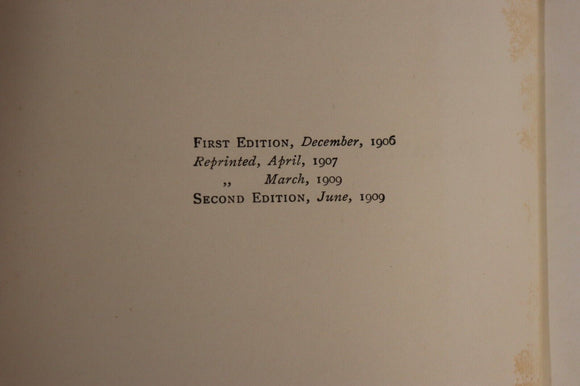 First Edition, December, 1906
Reprinted, April, 1907
„ March, 1909
Second Edition, June, 1909